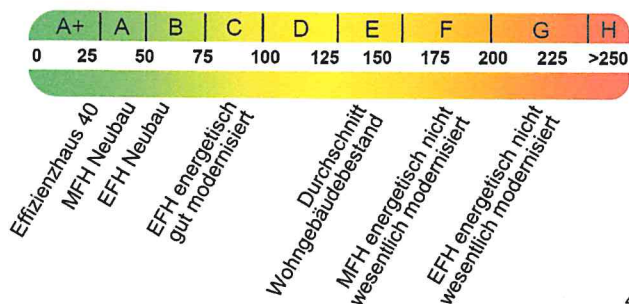 A+ A B C D E F G H
0 25 50 75 100 125 150 175 200 225 >250
Effizienzhaus 40
MFH Neubau
EFH Neubau
EFH energetisch
gut modernisiert
Durchschnitt
Wohngebäudebestand
MFH energetisch nicht
wesentlich modernisiert
EFH energetisch nicht
wesentlich modernisiert